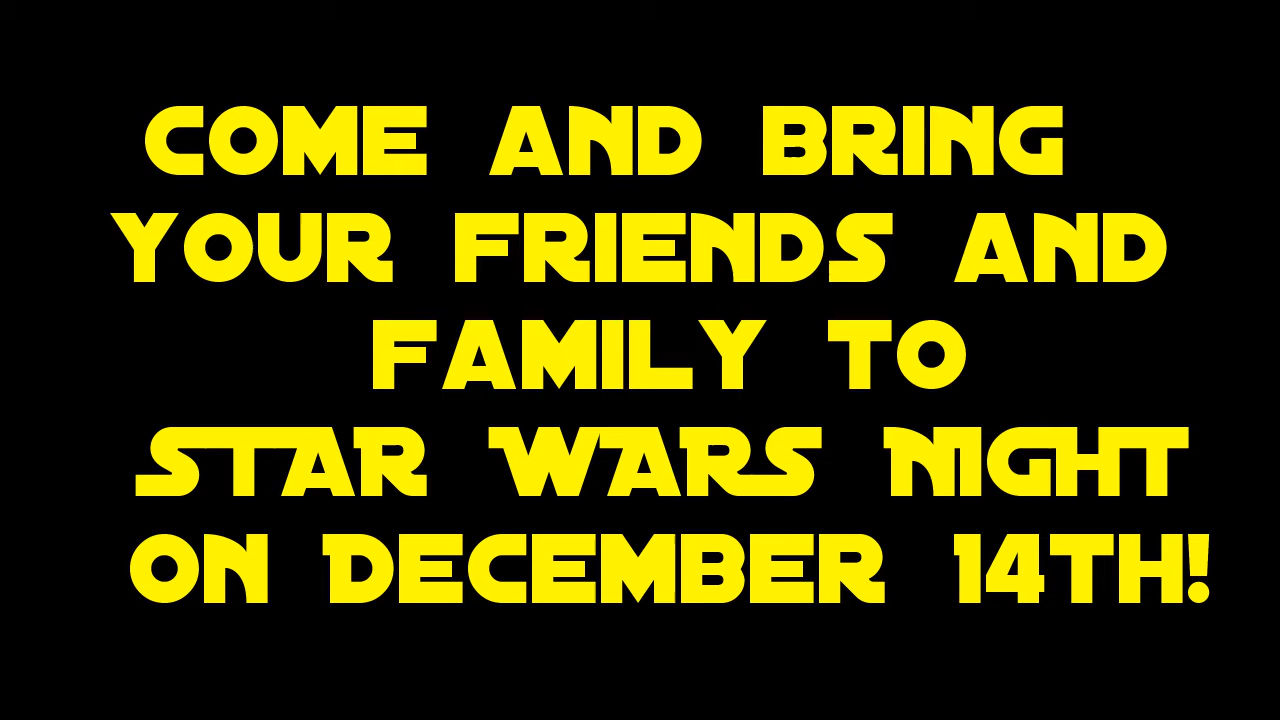 COME AND BRING
YOUR FRIENDS AND
FAMILY TO
STAR WARS NIGHT
ON DECEMBER 14TH!